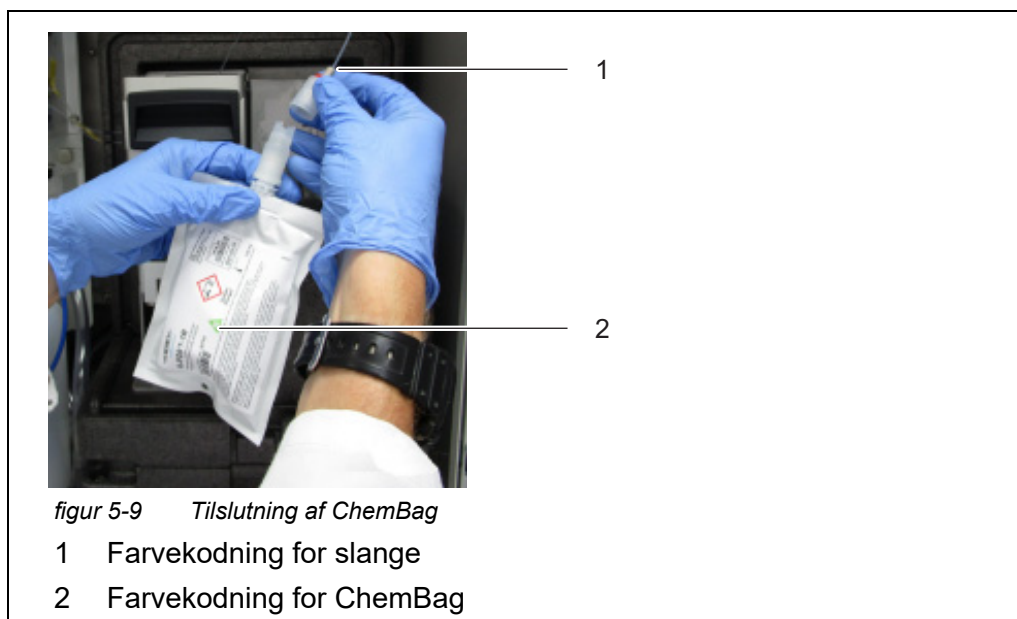 1
2
figur 5-9 Tilslutning af ChemBag
1 Farvekodning for slange
2 Farvekodning for ChemBag